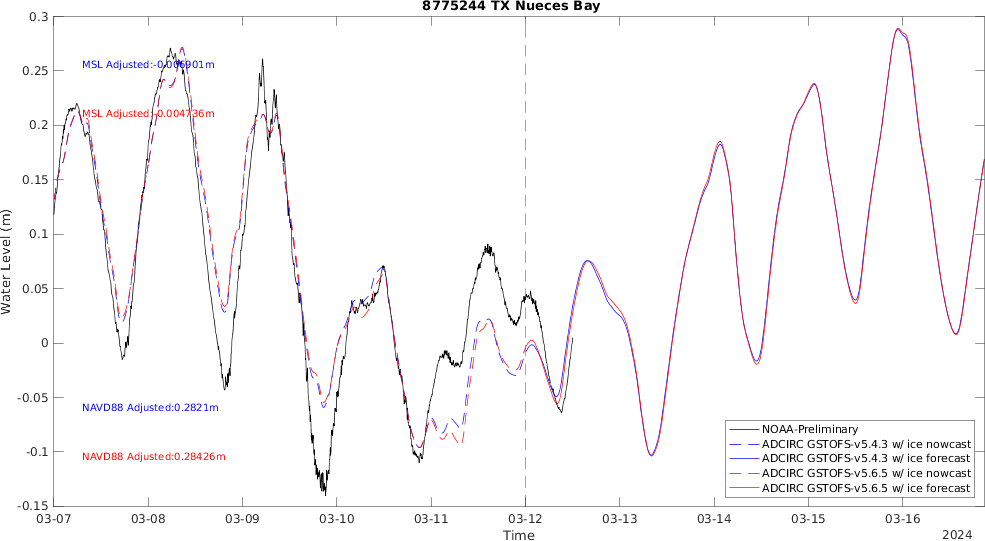 8775244 TX Nueces Bay
0.3
0.25
0.2
0.15
0.1
0.05
0
-0.05
-0.1
-0.15
Water Level (m)
MSL Adjusted:-0.006901m
MSL Adjusted:-0.004736m
NAVD88 Adjusted:0.2821m
NAVD88 Adjusted:0.28426m
NOAA-Preliminary
ADCIRC GSTOFS-v5.4.3 w/ ice nowcast
ADCIRC GSTOFS-v5.4.3 w/ ice forecast
ADCIRC GSTOFS-v5.6.5 w/ ice nowcast
ADCIRC GSTOFS-v5.6.5 w/ ice forecast
03-07 03-08 03-09 03-10 03-11 03-12 03-13 03-14 03-15 03-16
Time
2024